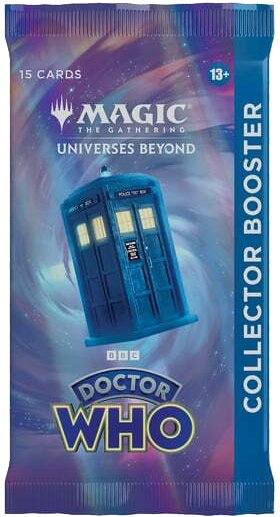 15 CARDS
13+
MAGIC
THE GATHERING
UNIVERSES BEYOND
COLLECTOR BOOSTER
POLICE BOX
BBC
DOCTOR
WHO